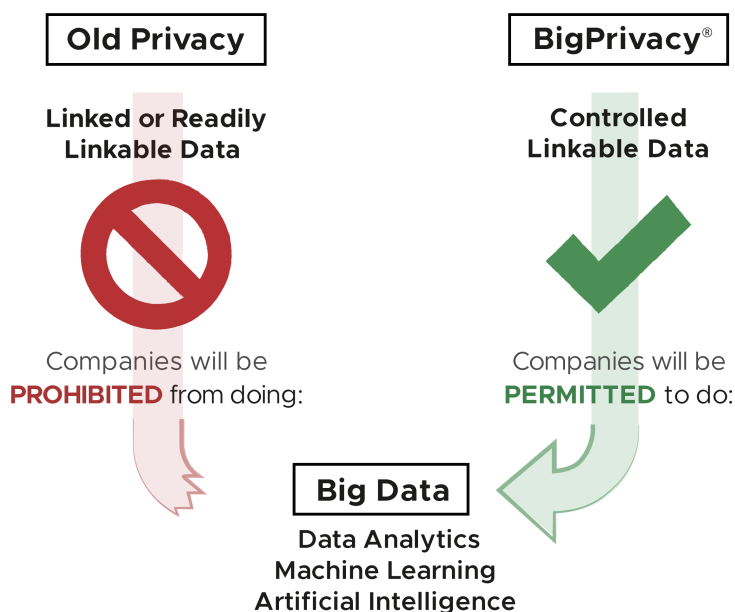 Old Privacy
Linked or Readily
Linkable Data
Companies will be
PROHIBITED from doing:
BigPrivacy®
Controlled
Linkable Data
Companies will be
PERMITTED to do:
Big Data
Data Analytics
Machine Learning
Artificial Intelligence